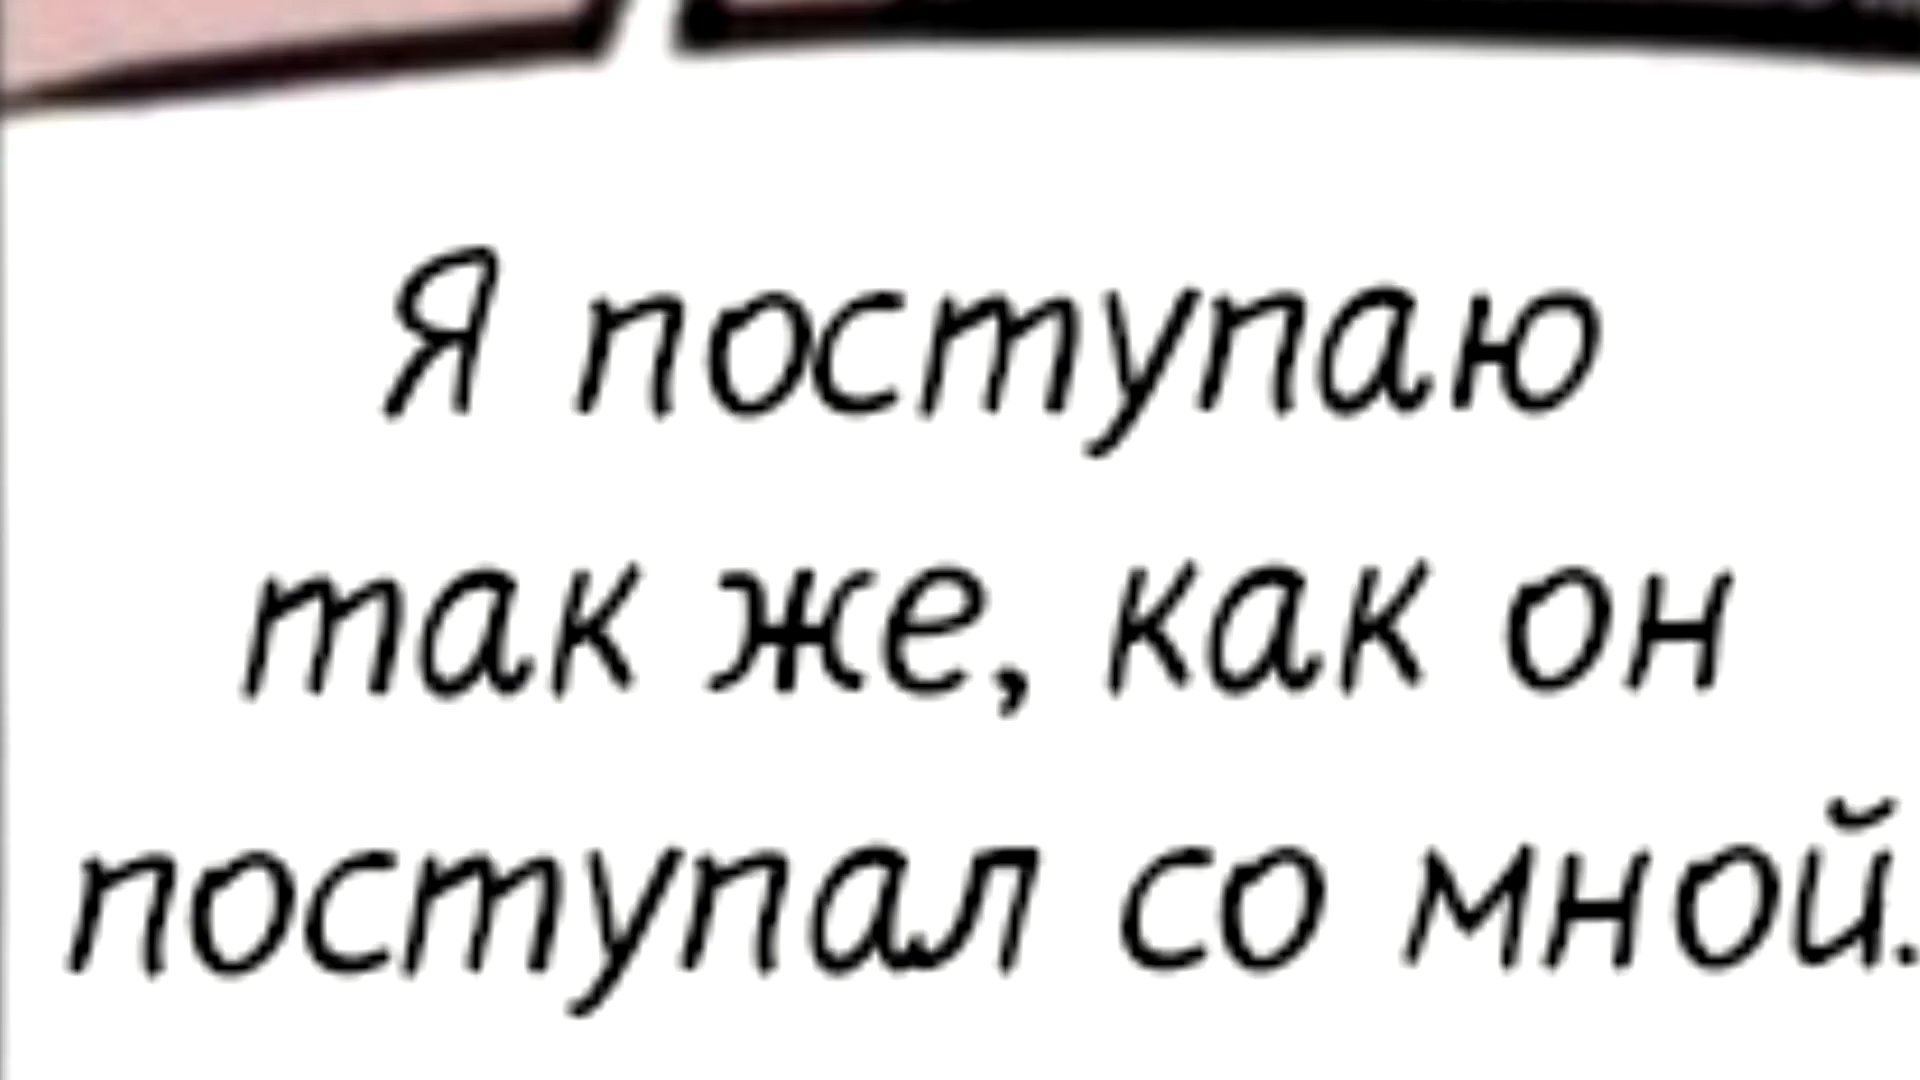 Я поступаю
так же, как он
поступал со мной.